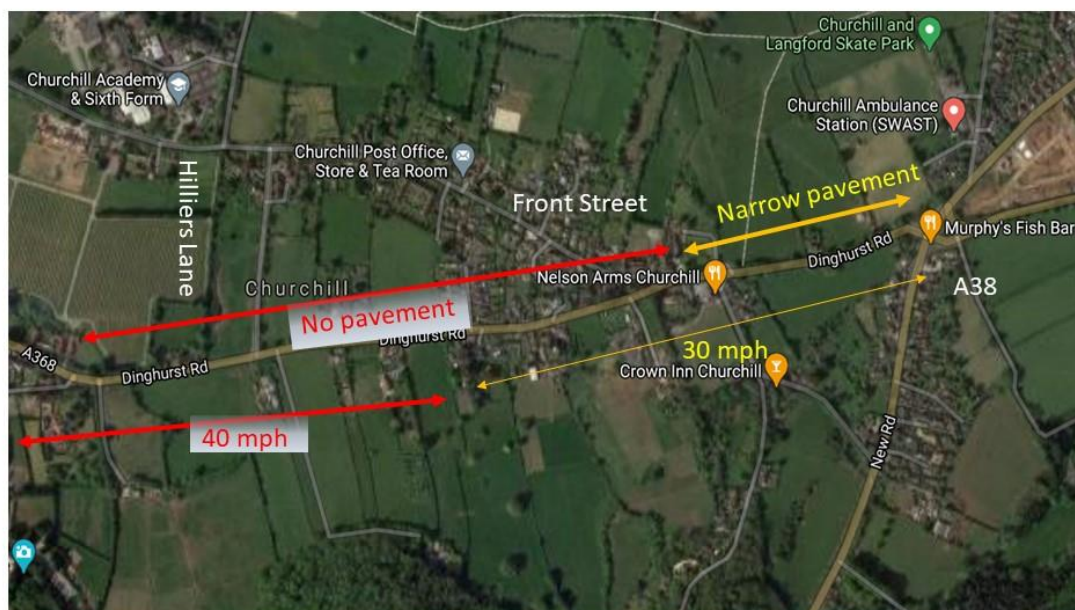 Churchill and
Langford Skate Park
Churchill Academy
& Sixth Form
Churchill Ambulance
Station (SWAST)
Hilliers Lane
Churchill Post Office,
Store & Tea Room
Front Street
Narrow pavement
Murphy's Fish Bar
Dinghurst Rd
Nelson Arms Churchill
Churchill
A38
No pavement
Dinghurst Rd
A368
Dinghurst Rd
30 mph
Crown Inn Churchill
40 mph
New Rd